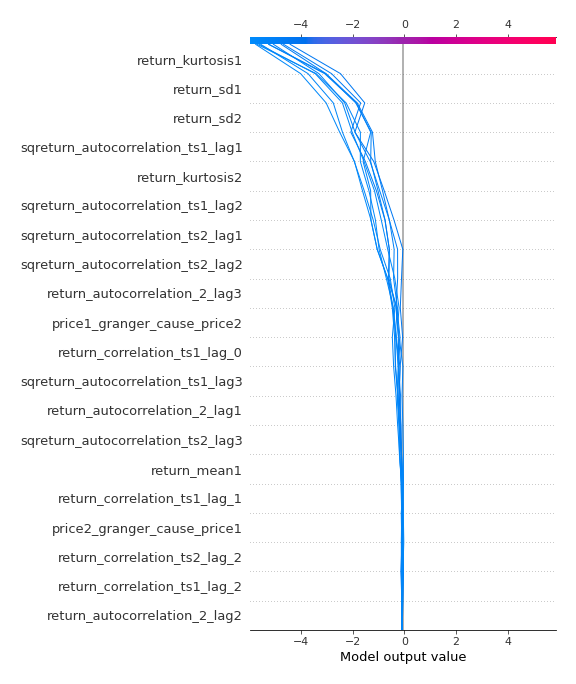 −4 −2 0 2 4
return_kurtosis1
return_sd1
return_sd2
sqreturn_autocorrelation_ts1_lag1
return_kurtosis2
sqreturn_autocorrelation_ts1_lag2
sqreturn_autocorrelation_ts2_lag1
sqreturn_autocorrelation_ts2_lag2
return_autocorrelation_2_lag3
price1_granger_cause_price2
return_correlation_ts1_lag_0
sqreturn_autocorrelation_ts1_lag3
return_autocorrelation_2_lag1
sqreturn_autocorrelation_ts2_lag3
return_mean1
return_correlation_ts1_lag_1
price2_granger_cause_price1
return_correlation_ts2_lag_2
return_correlation_ts1_lag_2
return_autocorrelation_2_lag2
−4 −2 0 2 4
Model output value